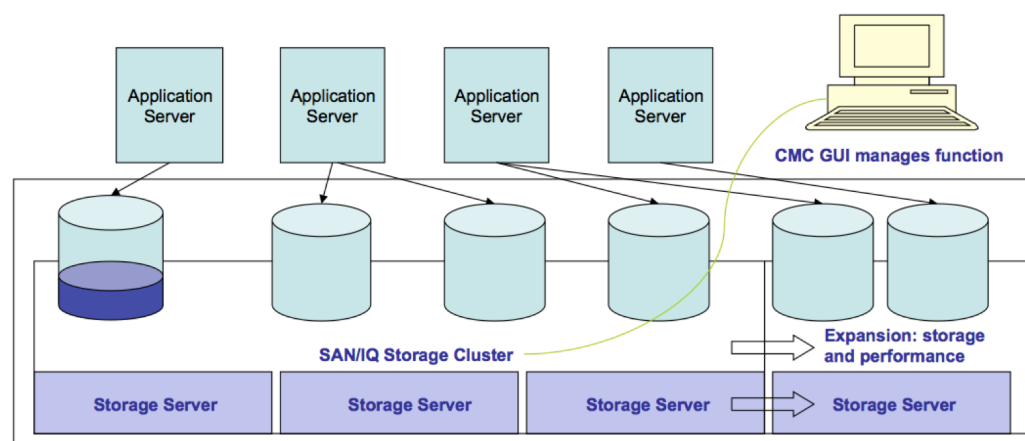 Application
Server
Application
Server
Application
Server
Application
Server
CMC GUI manages function
SAN/IQ Storage Cluster
Expansion: storage
and performance
Storage Server
Storage Server
Storage Server
Storage Server